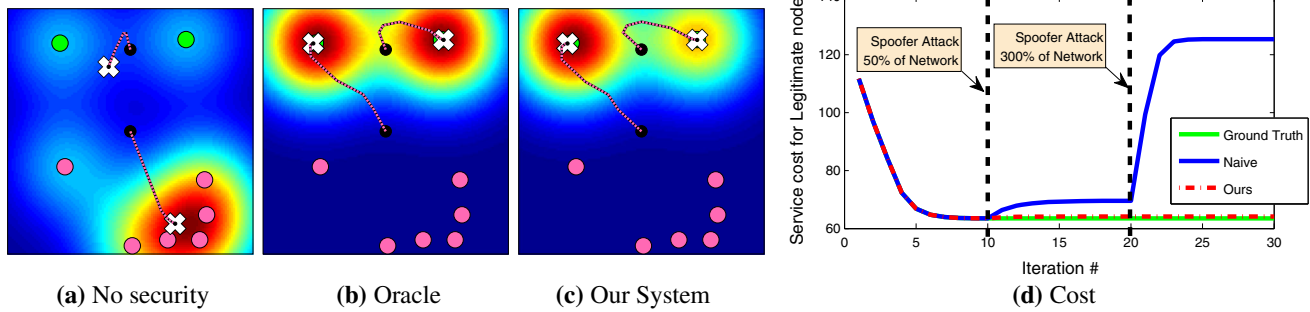 Spoofer Attack
50% of Network
Spoofer Attack
300% of Network
120
100
80
60
0
5
10
15
20
25
30
Service cost for Legitimate node
Iteration #
Ground Truth
Naive
Ours
(a) No security
(b) Oracle
(c) Our System
(d) Cost